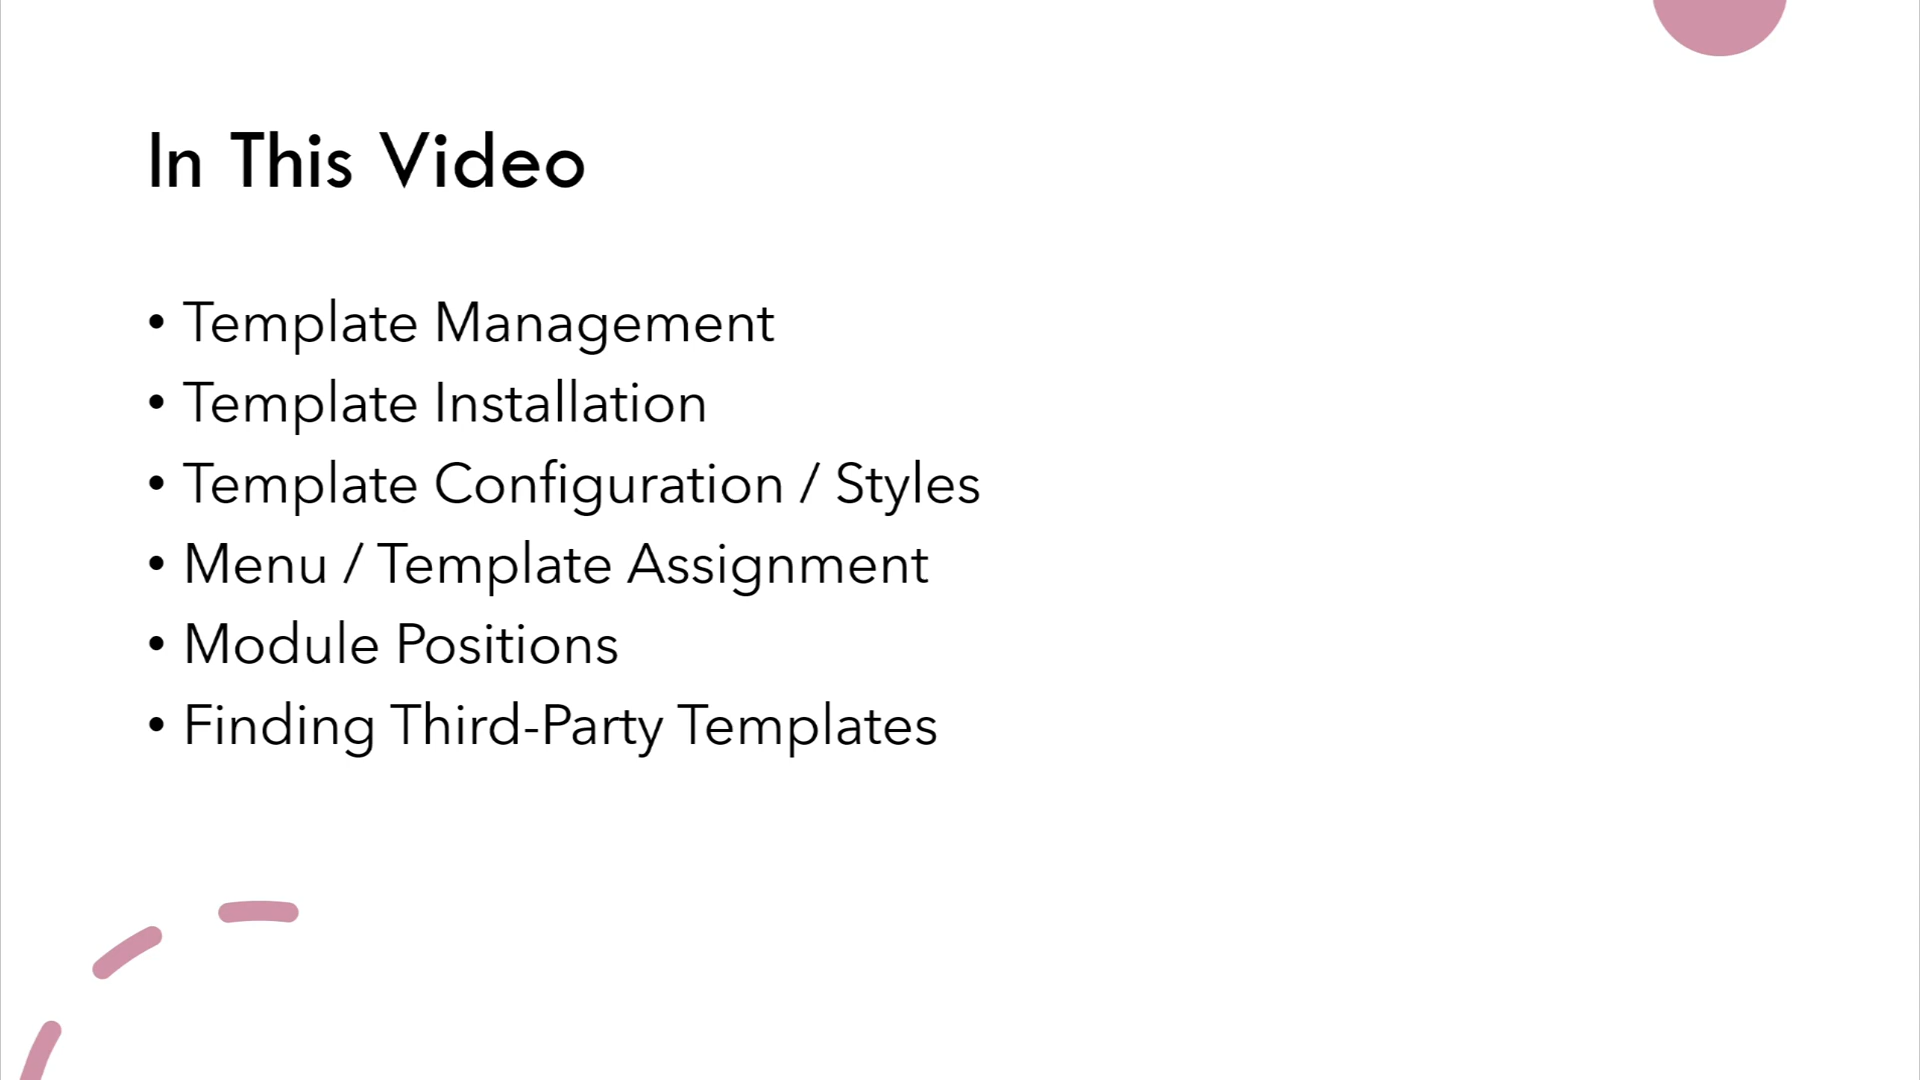 In This Video
• Template Management
• Template Installation
• Template Configuration / Styles
• Menu / Template Assignment
• Module Positions
• Finding Third-Party Templates